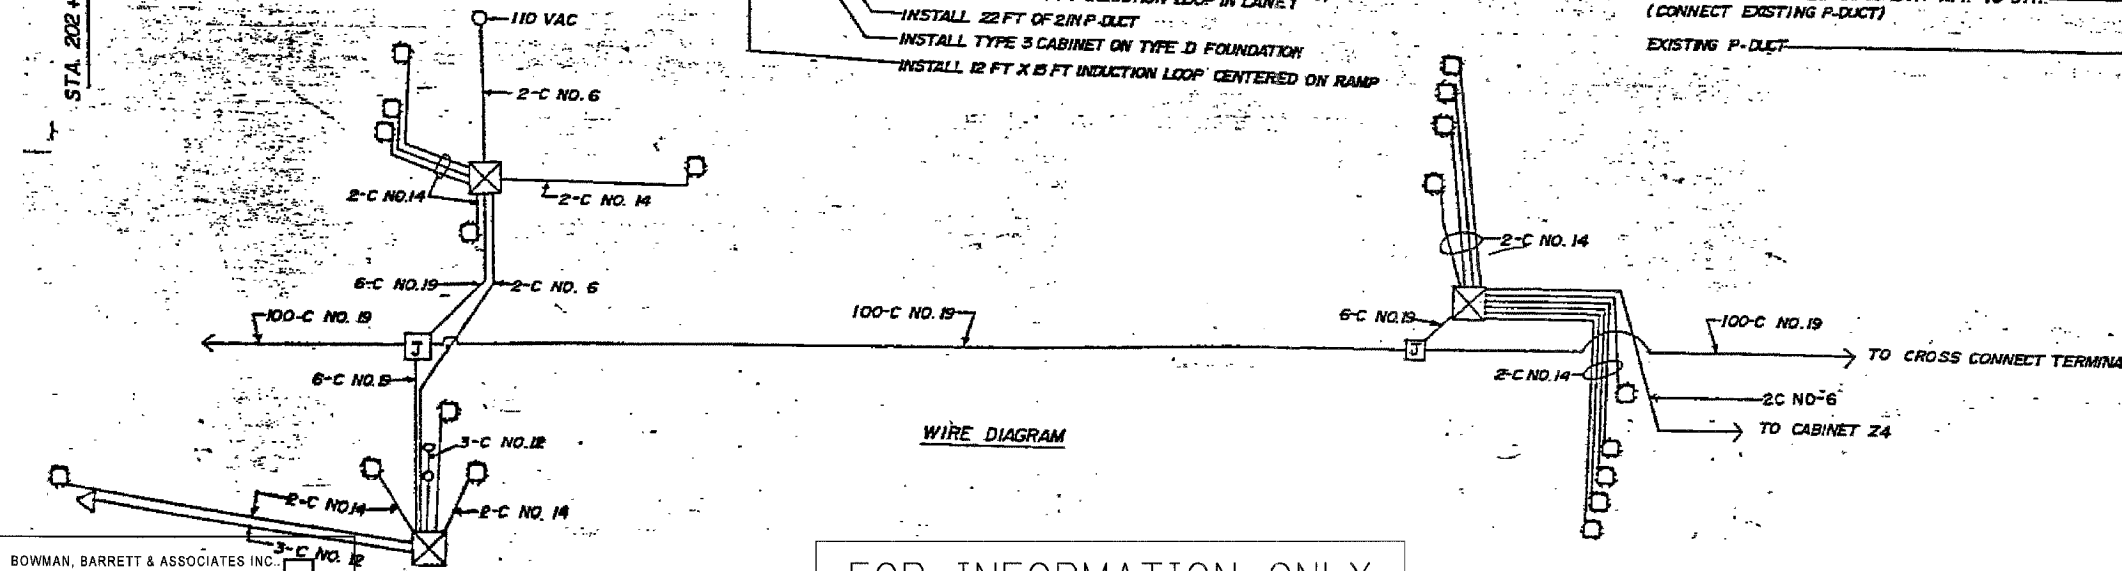 STA. 202+
110 VAC
INSTALL 22 FT OF 2 IN P-DUCT
INSTALL TYPE 3 CABINET ON TYPE D FOUNDATION
INSTALL 12 FT X 15 FT INDUCTION LOOP CENTERED ON RAMP
(CONNECT EXISTING P-DUCT)
EXISTING P-DUCT
2-C NO. 6
2-C NO.14
2-C NO. 14
2-C NO. 14
6-C NO.19
2-C NO. 6
100-C NO. 19
J
100-C NO. 19
6-C NO.19
J
100-C NO.19
TO CROSS CONNECT TERMINA
6-C NO.19
2-C NO.14
2C NO-6
TO CABINET Z4
WIRE DIAGRAM
3-C NO.12
2-C NO.14
2-C NO. 14
3-C NO. 12
BOWMAN, BARRETT & ASSOCIATES INC.
FOR INFORMATION ONLY